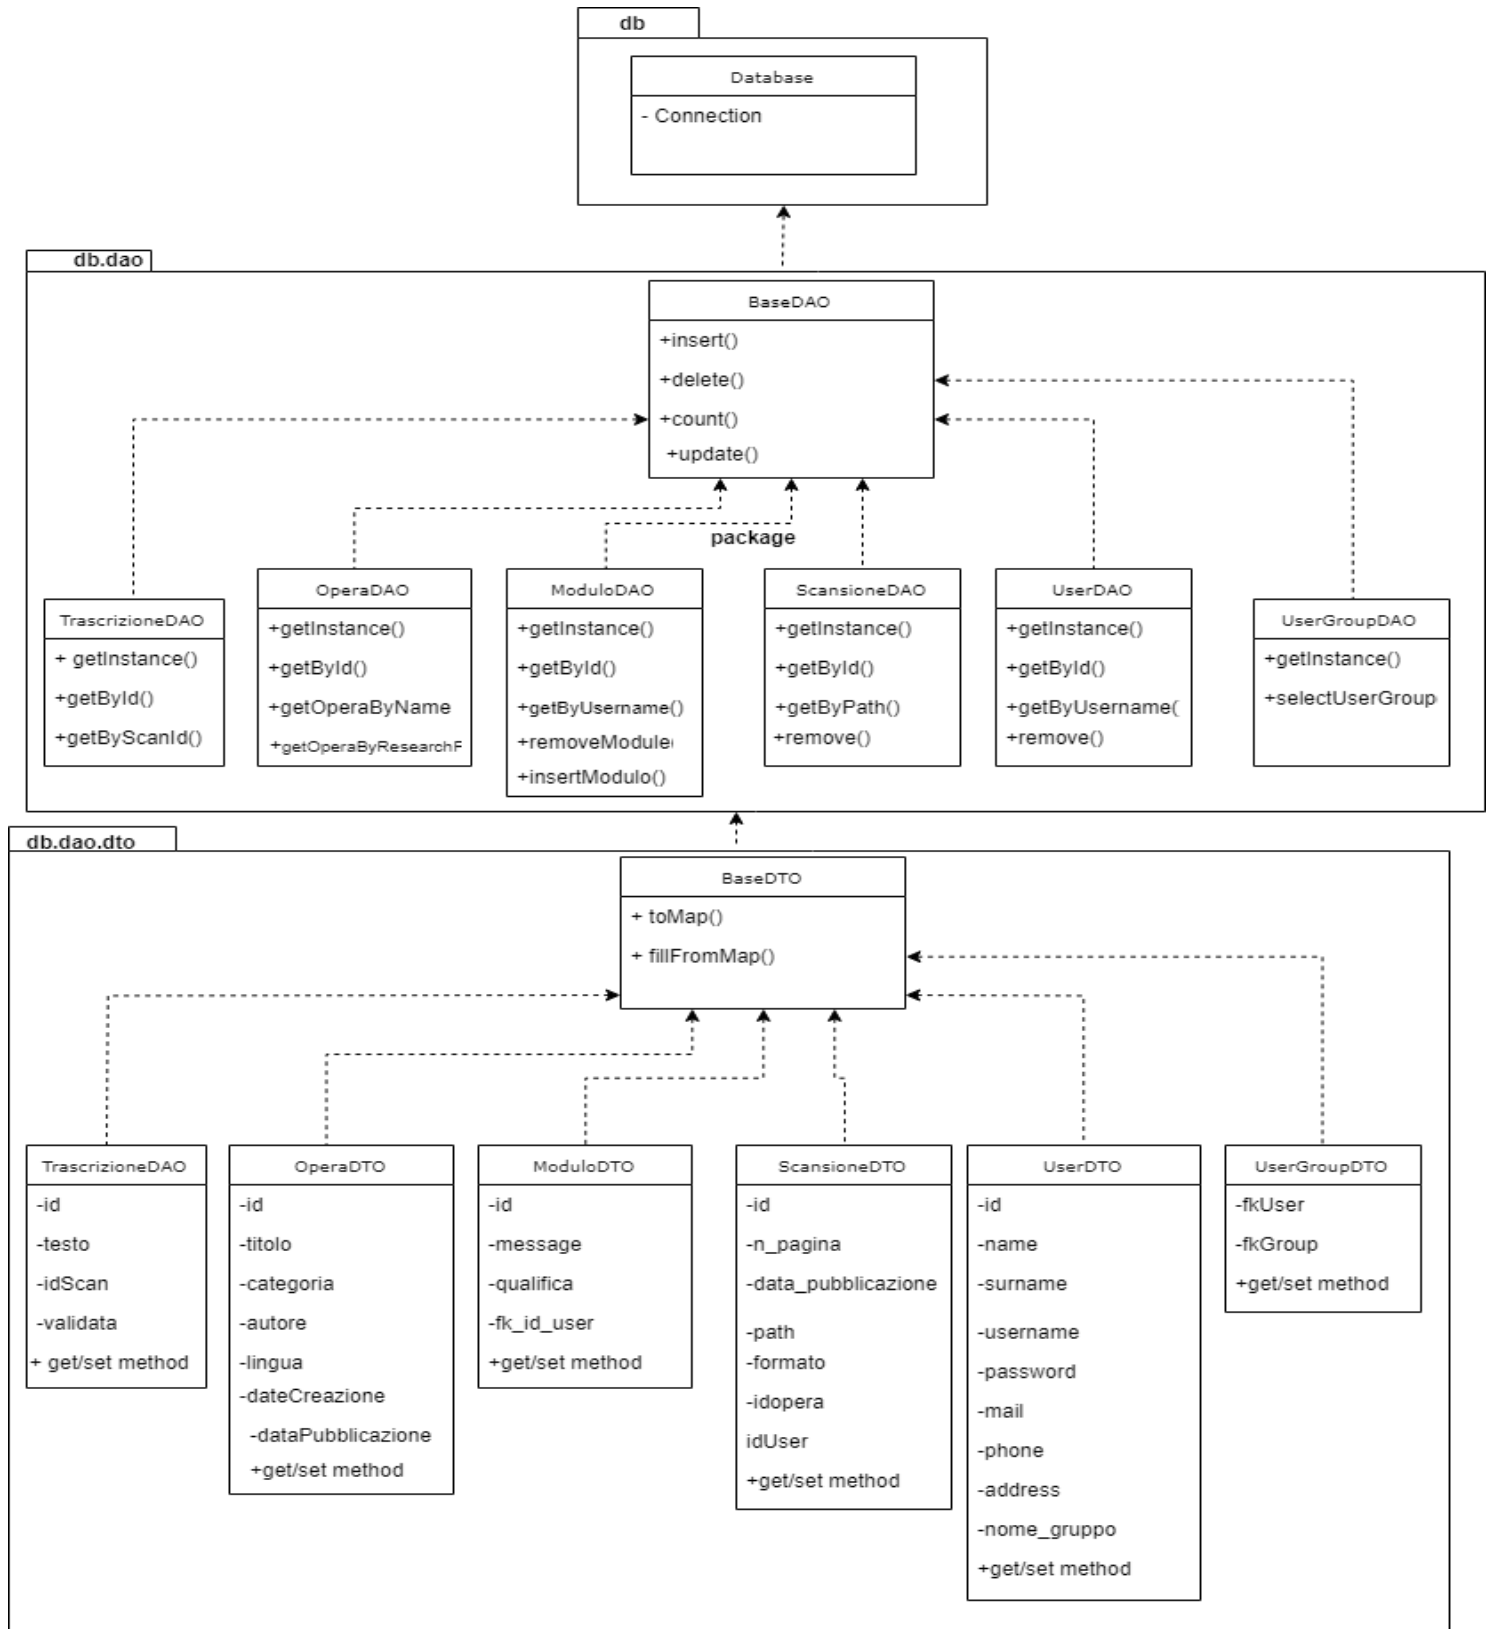 db
Database
- Connection
db.dao
BaseDAO
+insert()
+delete()
+count()
+update()
package
TrascrizioneDAO
+ getInstance()
+getById()
+getByScanId()
OperaDAO
+getInstance()
+getById()
+getOperaByName
+getOperaByResearchF
ModuloDAO
+getInstance()
+getById()
+getByUsername()
+removeModule(
+insertModulo()
ScansioneDAO
+getInstance()
+getById()
+getByPath()
+remove()
UserDAO
+getInstance()
+getById()
+getByUsername(
+remove()
UserGroupDAO
+getInstance()
+selectUserGroup
db.dao.dto
BaseDTO
+ toMap()
+ fillFromMap()
TrascrizioneDAO
-id
-testo
-idScan
-validata
+ get/set method
OperaDTO
-id
-titolo
-categoria
-autore
-lingua
-dateCreazione
-dataPubblicazione
+get/set method
ModuloDTO
-id
-message
-qualifica
-fk_id_user
+get/set method
ScansioneDTO
-id
-n_pagina
-data_pubblicazione
-path
-formato
-idopera
idUser
+get/set method
UserDTO
-id
-name
-surname
-username
-password
-mail
-phone
-address
-nome_gruppo
+get/set method
UserGroupDTO
-fkUser
-fkGroup
+get/set method